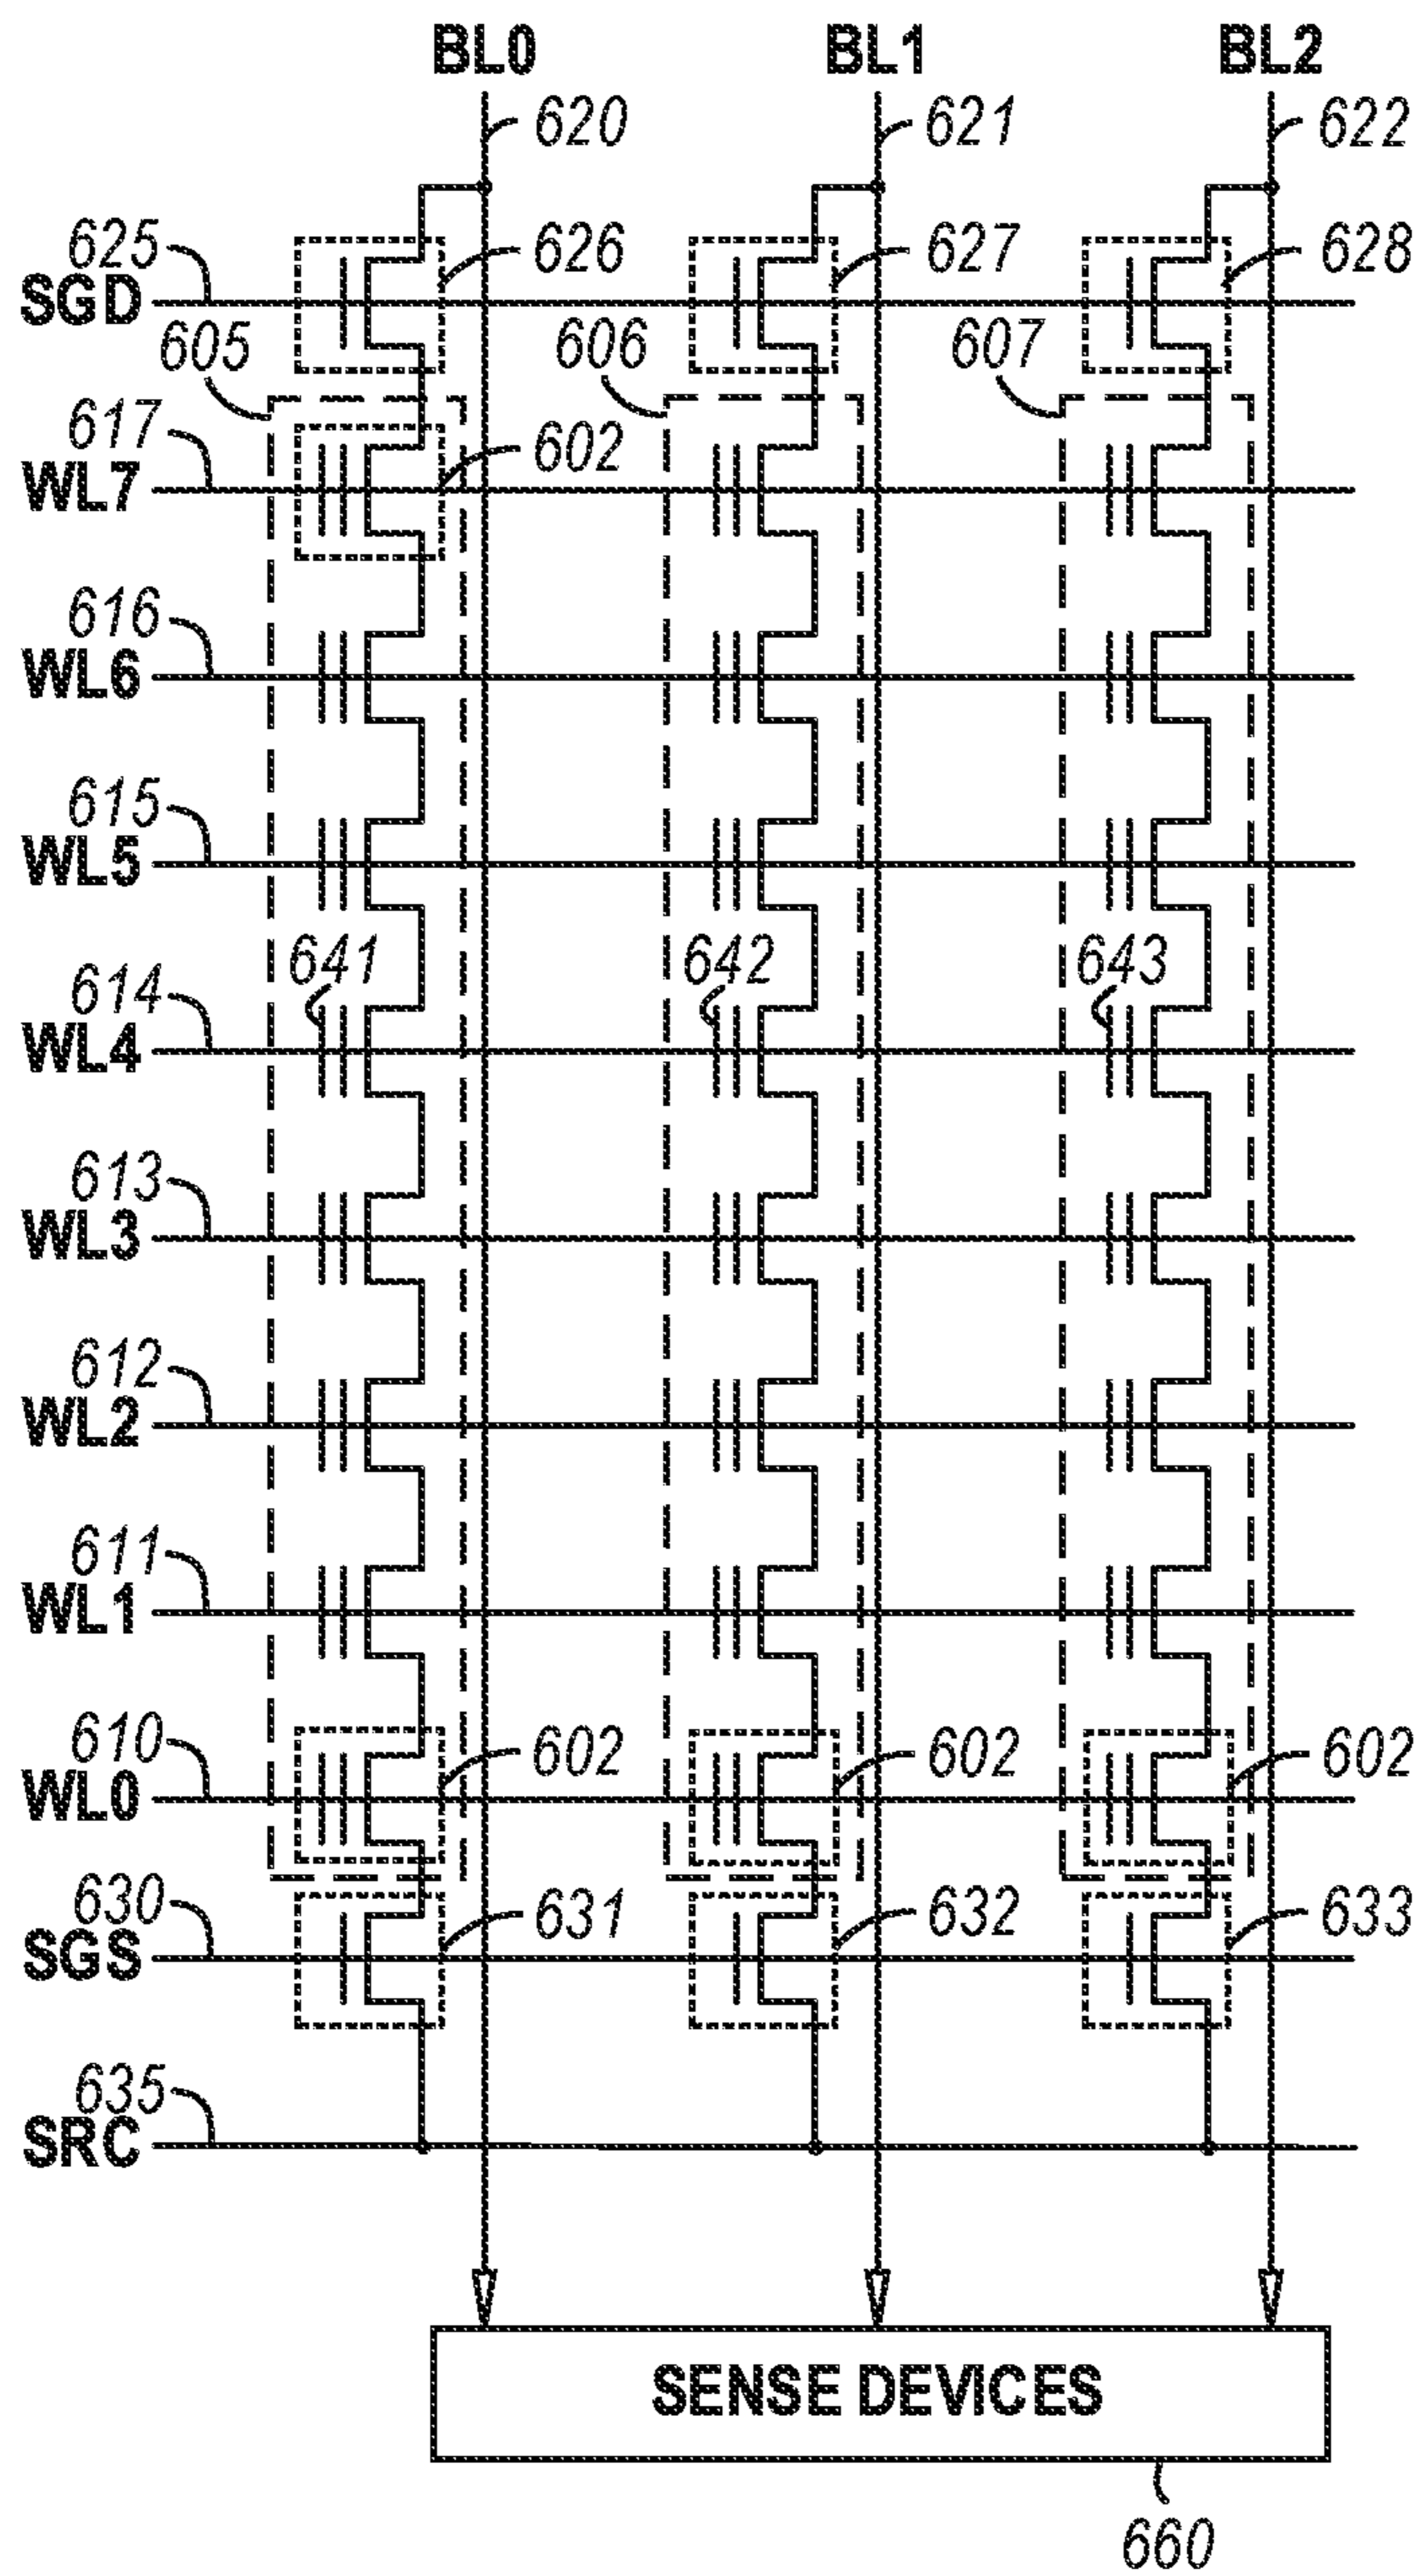 BL0 BL1 BL2
620 621 622
625 626 627 628
SGD
605 606 607
617 602
WL7
616
WL6
615
WL5
641 642 643
614
WL4
613
WL3
612
WL2
611
WL1
610 602 602 602
WL0
630 631 632 633
SGS
635
SRC
SENSE DEVICES
660